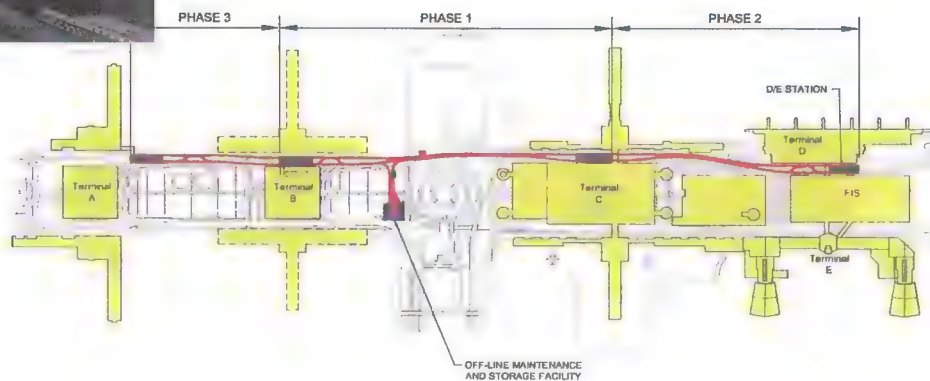 PHASE 3
PHASE 1
PHASE 2
D/E STATION
Terminal
D
Terminal
A
Terminal
B
Terminal
C
FIS
Terminal
E
OFF-LINE MAINTENANCE
AND STORAGE FACILITY